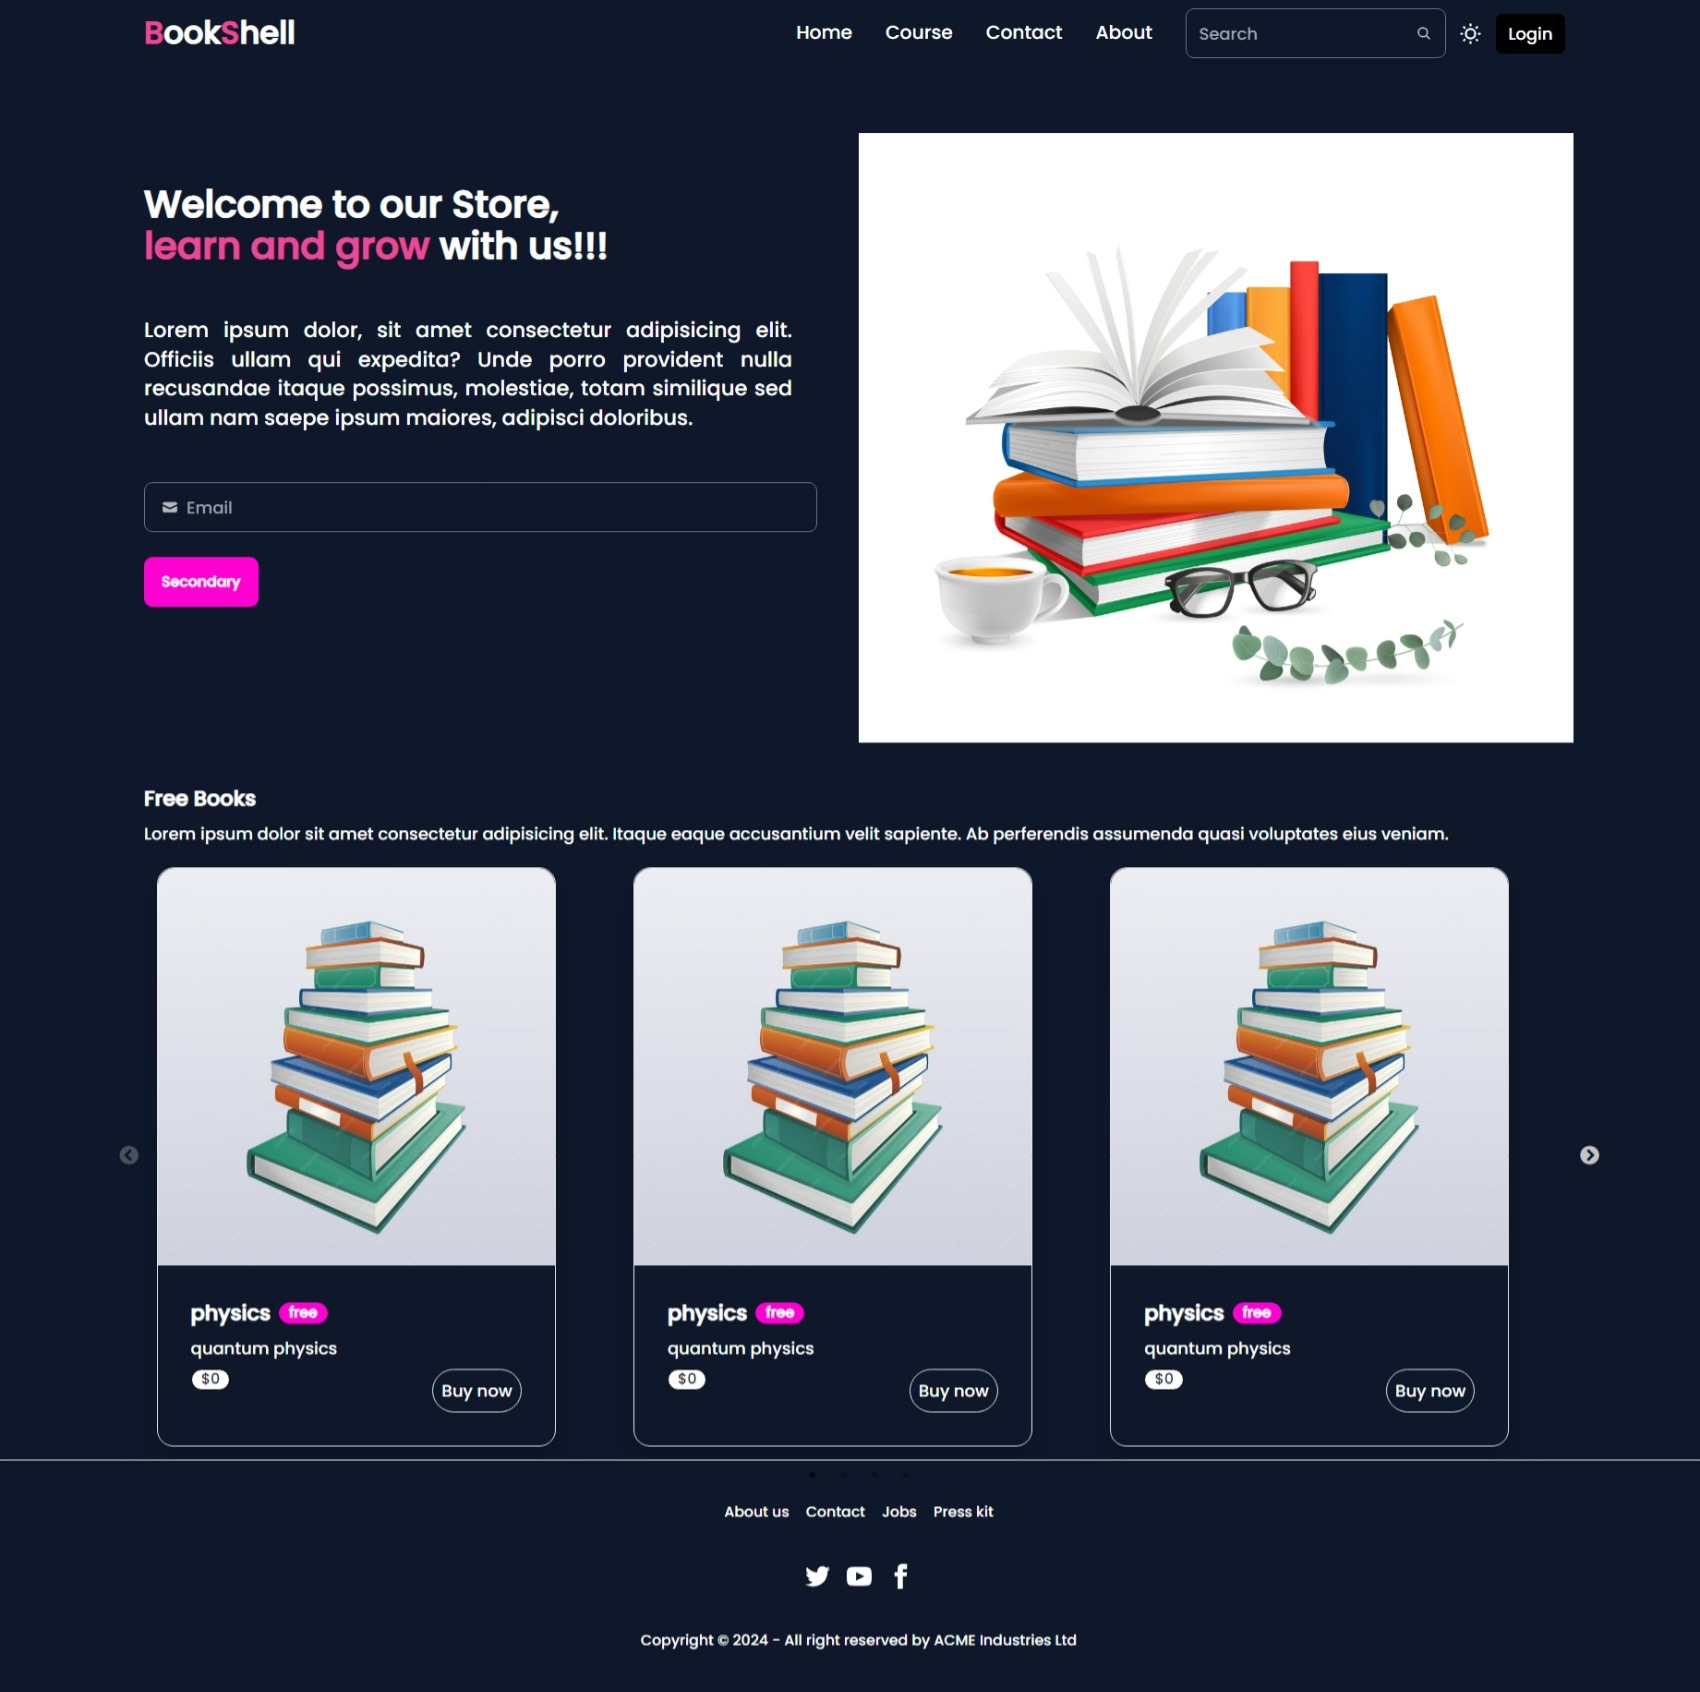 BookShell
Home Course Contact About Search Login
Welcome to our Store,
learn and grow with us!!!
Lorem ipsum dolor, sit amet consectetur adipisicing elit.
Officiis ullam qui expedita? Unde porro provident nulla
recusandae itaque possimus, molestiae, totam similique sed
ullam nam saepe ipsum maiores, adipisci doloribus.
Email
Secondary
Free Books
Lorem ipsum dolor sit amet consectetur adipisicing elit. Itaque eaque accusantium velit sapiente. Ab perferendis assumenda quasi voluptates eius veniam.
physics free
quantum physics
$0
Buy now
physics free
quantum physics
$0
Buy now
physics free
quantum physics
$0
Buy now
About us Contact Jobs Press kit
Copyright © 2024 - All right reserved by ACME Industries Ltd